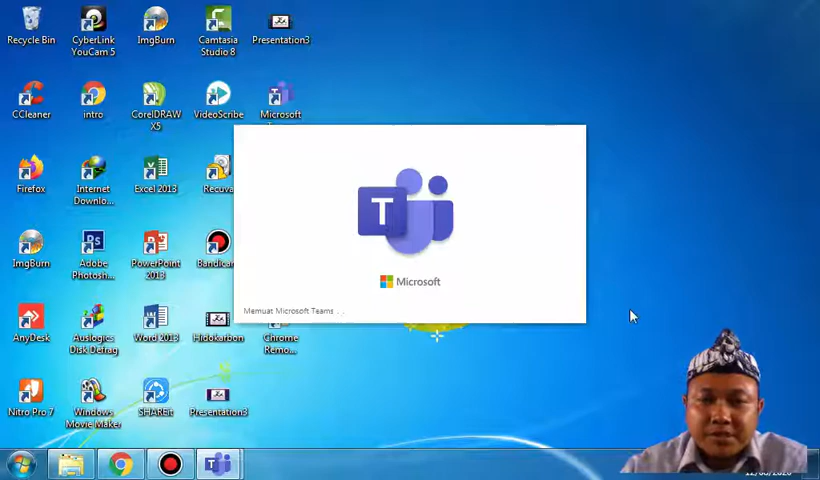 Recycle Bin
CyberLink
YouCam 5
ImgBurn
Camtasia
Studio 8
Presentation3
CCleaner
intro
CorelDRAW
X5
VideoScribe
Microsoft
Firefox
Internet
Downlo...
Excel 2013
Recuva
ImgBurn
Adobe
Photosh...
PowerPoint
2013
Bandicam
AnyDesk
Auslogics
Disk Defrag
Word 2013
Hidokarbon
Chrome
Remo...
Nitro Pro 7
Windows
Movie Maker
SHAREit
Presentation3
T
Microsoft
Memuat Microsoft Teams . .